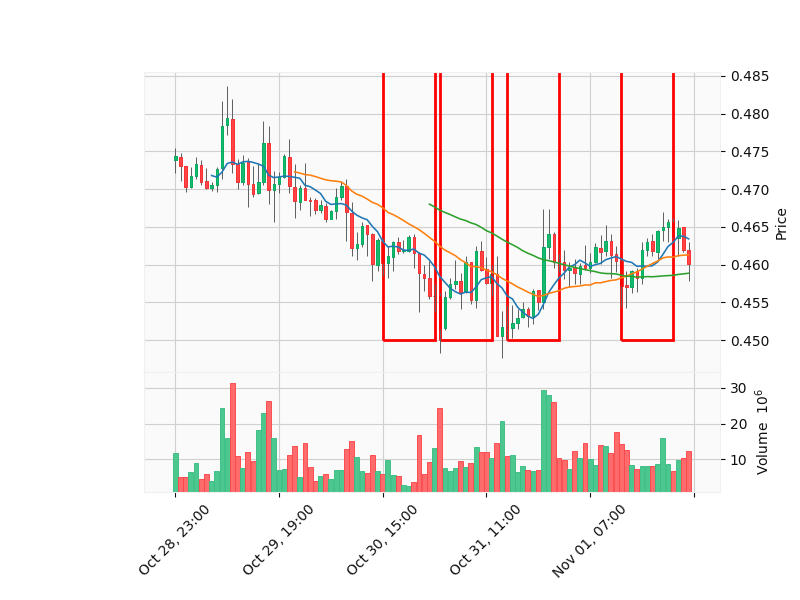 0.485
0.480
0.475
0.470
0.465
0.460
0.455
0.450
Price
30
20
10
Volume 10⁶
Oct 28, 23:00
Oct 29, 19:00
Oct 30, 15:00
Oct 31, 11:00
Nov 01, 07:00